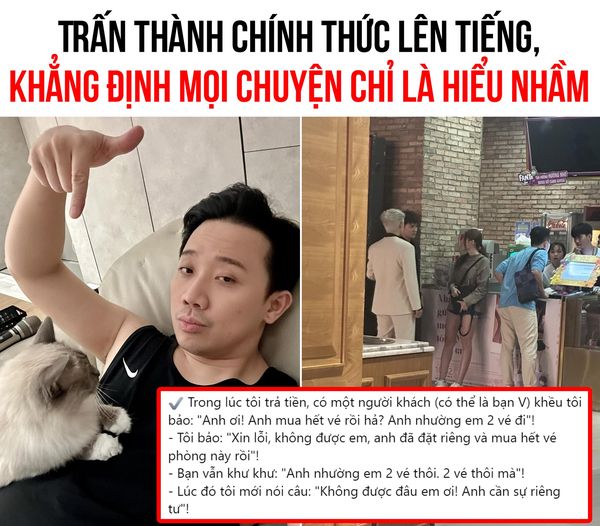 TRẤN THÀNH CHÍNH THỨC LÊN TIẾNG,
KHẲNG ĐỊNH MỌI CHUYỆN CHỈ LÀ HIỂU NHẦM
FANTA
✓ Trong lúc tôi trả tiền, có một người khách (có thể là bạn V) khều tôi
bảo: "Anh ơi! Anh mua hết vé rồi hả? Anh nhường em 2 vé đi"!
- Tôi bảo: "Xin lỗi, không được em, anh đã đặt riêng và mua hết vé
phòng này rồi"!
- Bạn vẫn khư khư: "Anh nhường em 2 vé thôi. 2 vé thôi mà"!
- Lúc đó tôi mới nói câu: "Không được đâu em ơi! Anh cần sự riêng
tư"!